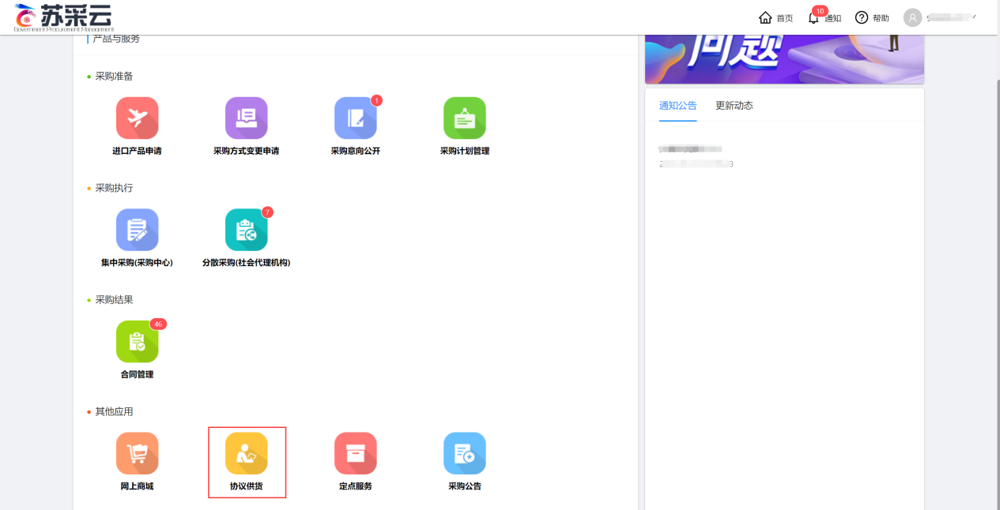 苏采云
Government Procurement Management
首页
10
通知
帮助
产品与服务
采购准备
进口产品申请
采购方式变更申请
1
采购意向公开
采购计划管理
采购执行
集中采购(采购中心)
7
分散采购(社会代理机构)
采购结果
46
合同管理
其他应用
网上商城
协议供货
定点服务
采购公告
问题
通知公告
更新动态